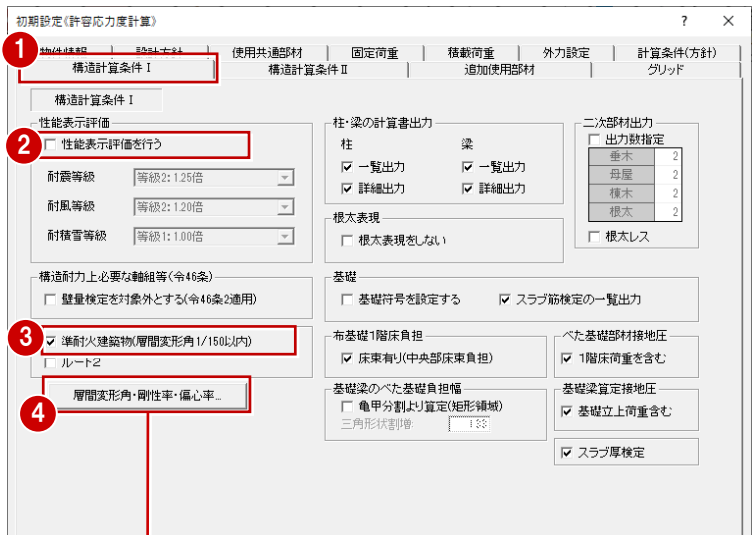 初期設定《許容応力度計算》
? ×
1
物件情報 設計方針 使用共通部材 固定荷重 積載荷重 外力設定 計算条件(方針)
構造計算条件Ⅰ 構造計算条件Ⅱ 追加使用部材 グリッド
構造計算条件Ⅰ
性能表示評価
2
性能表示評価を行う
耐震等級 等級2:1.25倍
耐風等級 等級2:1.20倍
耐積雪等級 等級1:1.00倍
柱・梁の計算書出力
柱 梁
一覧出力 一覧出力
詳細出力 詳細出力
根太表現
根太表現をしない
二次部材出力
出力数指定
垂木 2
母屋 2
棟木 2
根太 2
根太レス
構造耐力上必要な軸組等(令46条)
壁量検定を対象外とする(令46条2適用)
基礎
基礎符号を設定する スラブ筋検定の一覧出力
3
準耐火建築物(層間変形角1/150以内)
ルート2
布基礎1階床負担
床束有り(中央部床束負担)
べた基礎部材接地圧
1階床荷重を含む
4
層間変形角・剛性率・偏心率...
基礎梁のべた基礎負担幅
亀甲分割より算定(矩形領域)
三角形状割増: 1.33
基礎梁算定接地圧
基礎立上荷重含む
スラブ厚検定